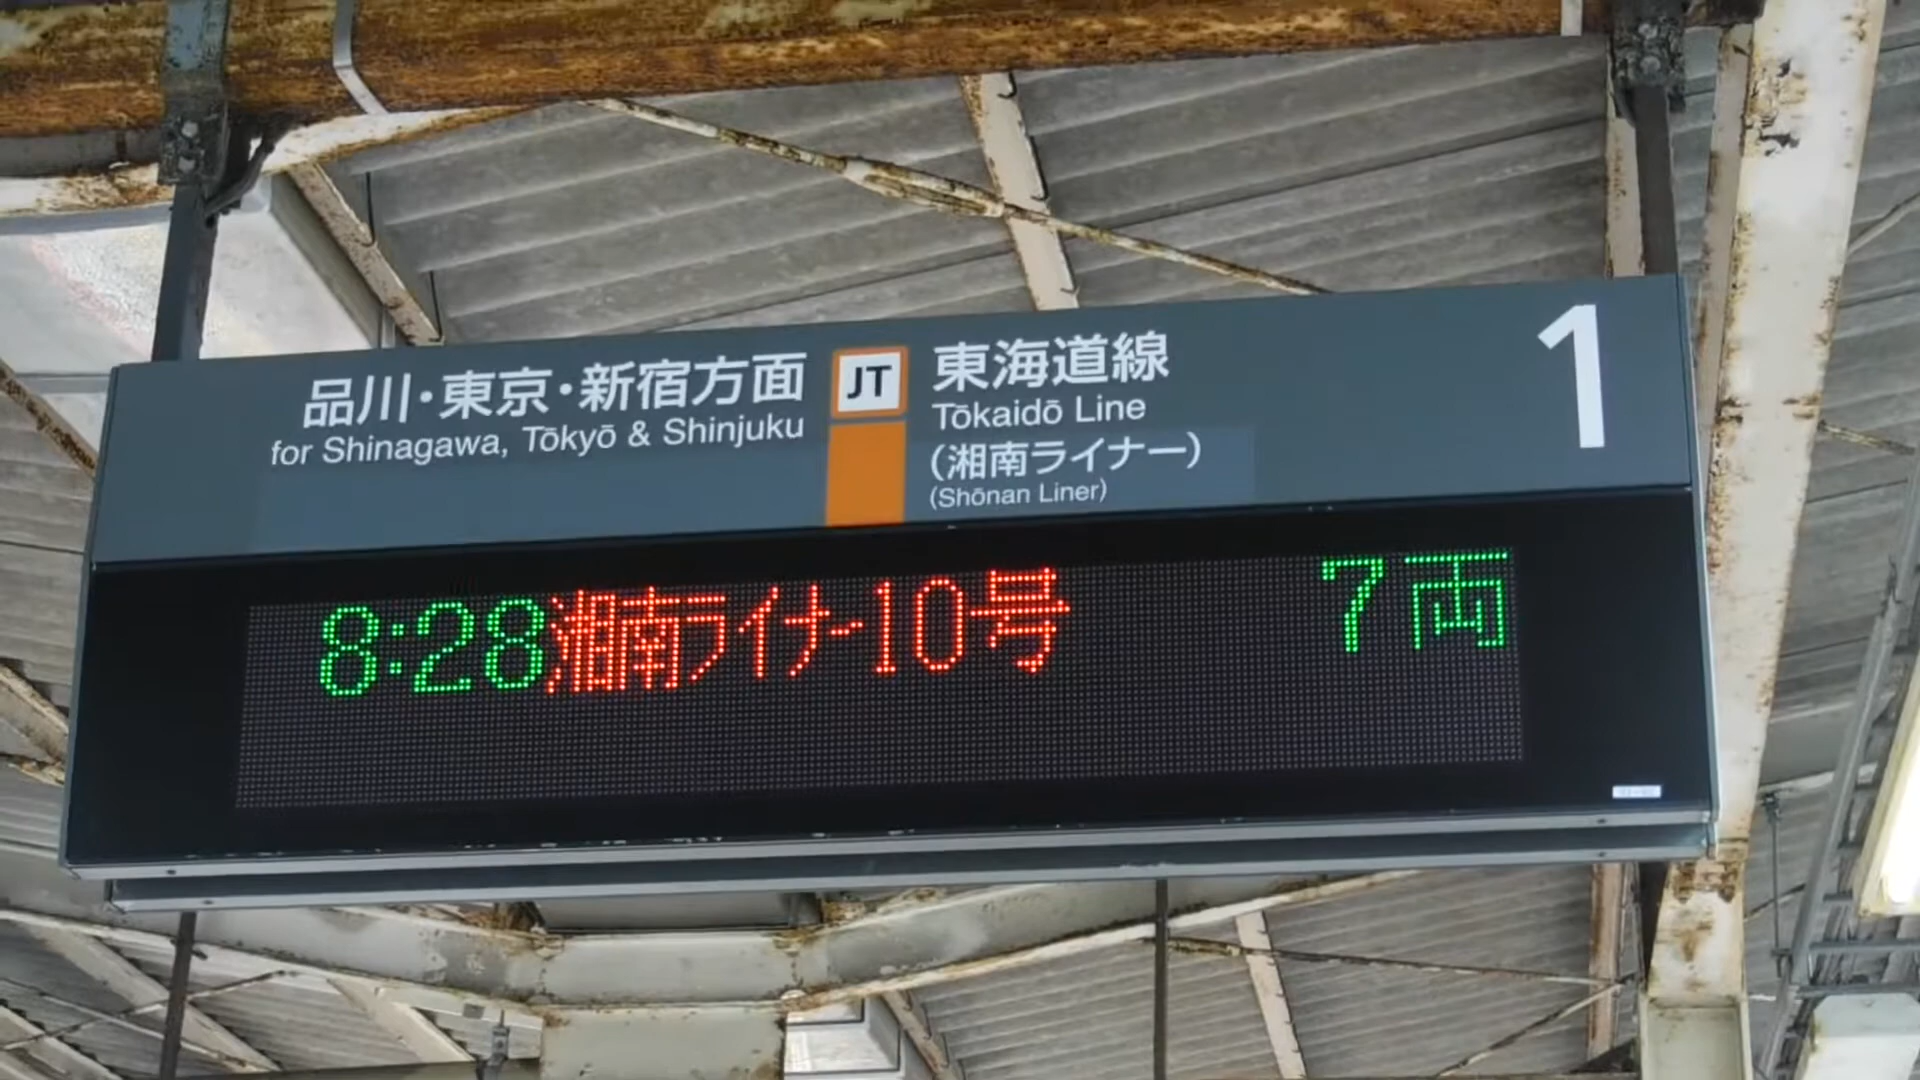 品川・東京・新宿方面
for Shinagawa, Tōkyō & Shinjuku
JT
東海道線
Tōkaidō Line
(湘南ライナー)
(Shōnan Liner)
1
8:28 湘南ライナー10号 7両